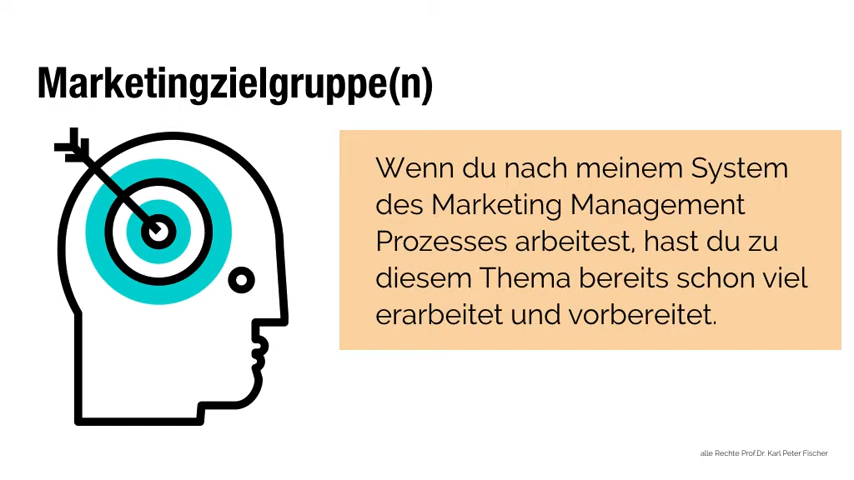 Marketingzielgruppe(n)
Wenn du nach meinem System
des Marketing Management
Prozesses arbeitest, hast du zu
diesem Thema bereits schon viel
erarbeitet und vorbereitet.
alle Rechte Prof.Dr. Karl Peter Fischer